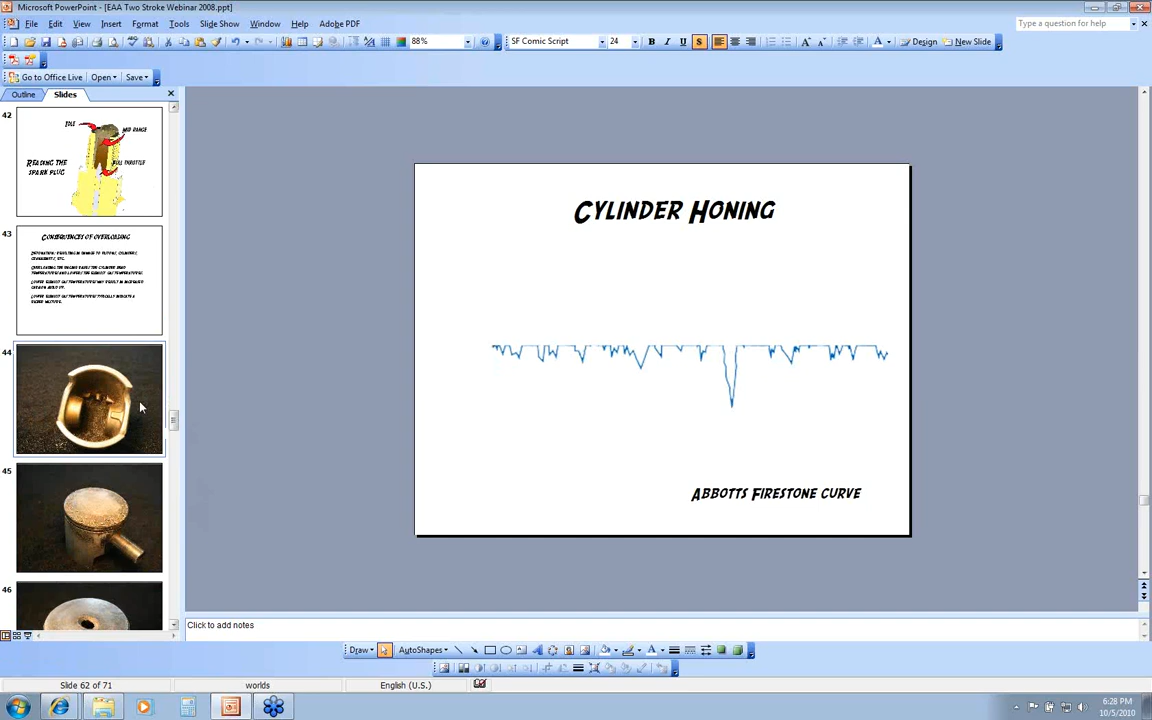 Microsoft PowerPoint - [EAA Two Stroke Webinar 2008.ppt]
File Edit View Insert Format Tools Slide Show Window Help Adobe PDF
Type a question for help
88%
SF Comic Script
24
B I U S
Design
New Slide
Go to Office Live
Open
Save
Outline
Slides
42
Idle
Mid range
Reading the
spark plug
Full throttle
43
Consequences of overloading
44
45
46
Cylinder Honing
Abbotts Firestone curve
Click to add notes
Draw
AutoShapes
Slide 62 of 71
worlds
English (U.S.)
6:28 PM
10/5/2010